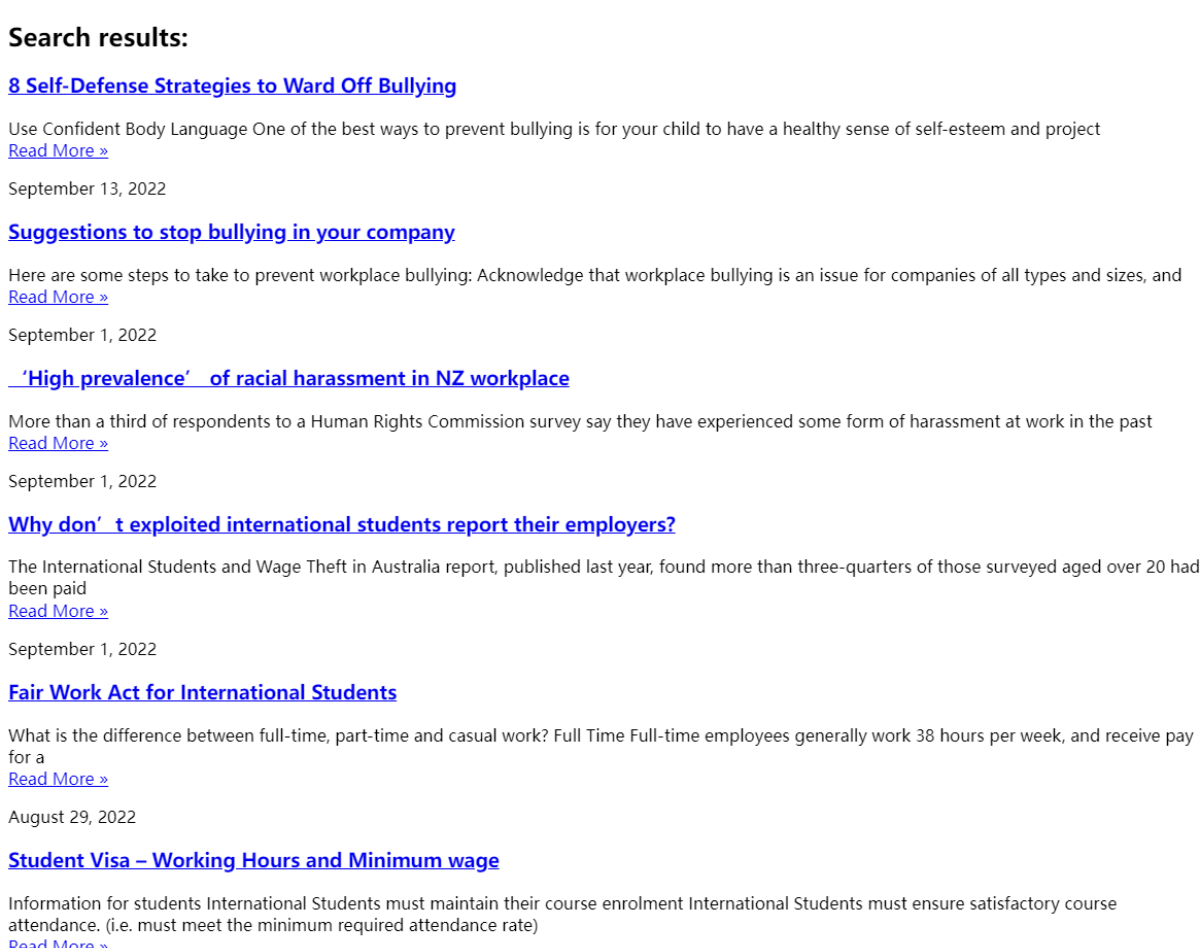 Search results:
8 Self-Defense Strategies to Ward Off Bullying
Use Confident Body Language One of the best ways to prevent bullying is for your child to have a healthy sense of self-esteem and project
Read More »
September 13, 2022
Suggestions to stop bullying in your company
Here are some steps to take to prevent workplace bullying: Acknowledge that workplace bullying is an issue for companies of all types and sizes, and
Read More »
September 1, 2022
‘High prevalence’ of racial harassment in NZ workplace
More than a third of respondents to a Human Rights Commission survey say they have experienced some form of harassment at work in the past
Read More »
September 1, 2022
Why don’t exploited international students report their employers?
The International Students and Wage Theft in Australia report, published last year, found more than three-quarters of those surveyed aged over 20 had
been paid
Read More »
September 1, 2022
Fair Work Act for International Students
What is the difference between full-time, part-time and casual work? Full Time Full-time employees generally work 38 hours per week, and receive pay
for a
Read More »
August 29, 2022
Student Visa – Working Hours and Minimum wage
Information for students International Students must maintain their course enrolment International Students must ensure satisfactory course
attendance. (i.e. must meet the minimum required attendance rate)
Read More »